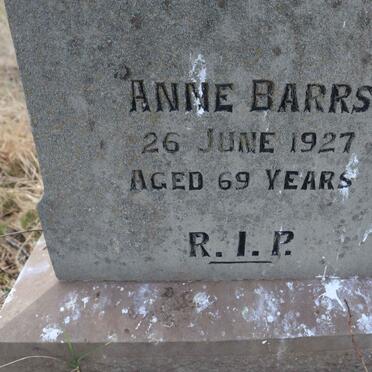 ANNE BARRS
26 JUNE 1927
AGED 69 YEARS
R.I.P.